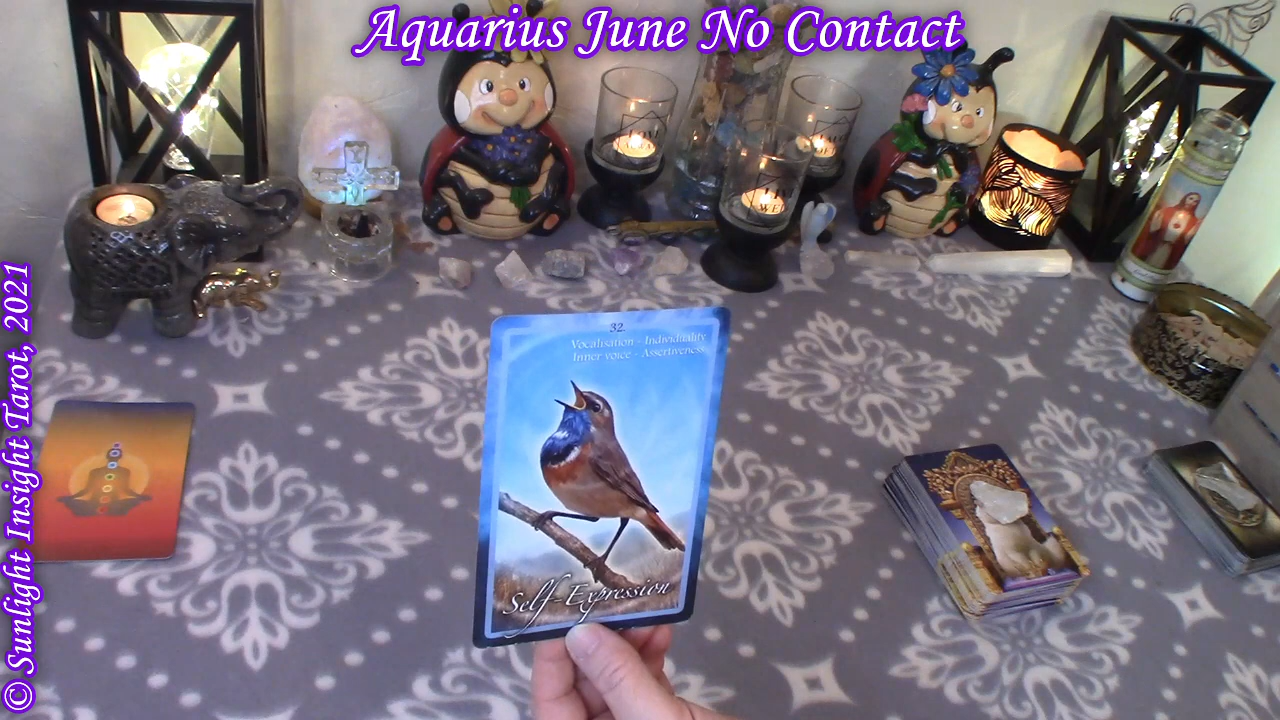 Aquarius June No Contact
32.
Vocalisation - Individuality
Inner voice - Assertiveness
Self-Expression
© Sunlight Insight Tarot, 2021